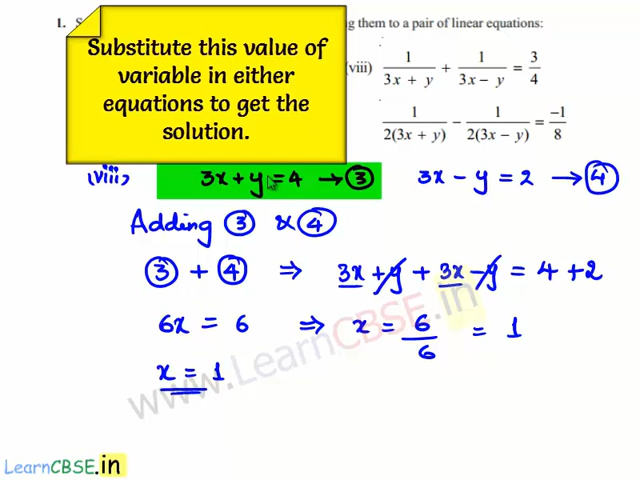 1. S
ng them to a pair of linear equations:
Substitute this value of
variable in either
equations to get the
solution.
(viii) 1/(3x + y) + 1/(3x − y) = 3/4
1/(2(3x + y)) − 1/(2(3x − y)) = −1/8
(viii) 3x + y = 4 → ③ 3x − y = 2 → ④
Adding ③ & ④
③ + ④ ⇒ 3x + y + 3x − y = 4 + 2
6x = 6 ⇒ x = 6/6 = 1
x = 1
www.LearnCBSE.in
LearnCBSE.in